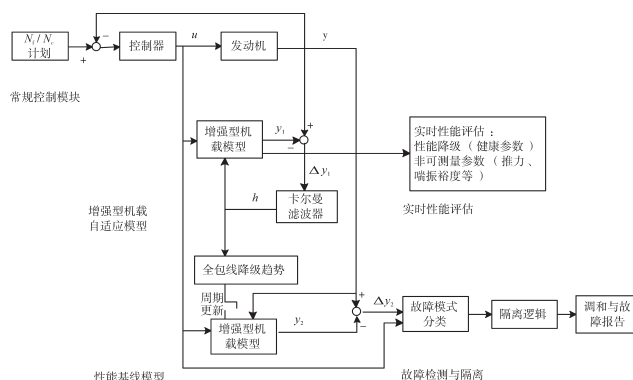 N_f / N_c
计划
−
+
控制器
u
发动机
y
常规控制模块
增强型机
载模型
y₁
+
−
Δy₁
实时性能评估：
性能降级（健康参数）
非可测量参数（推力、
喘振裕度等）
h
卡尔曼
滤波器
增强型机载
自适应模型
实时性能评估
全包线降级趋势
周期
更新
增强型机
载模型
y₂
+
−
Δy₂
故障模式
分类
隔离逻辑
调和与故
障报告
性能基线模型
故障检测与隔离